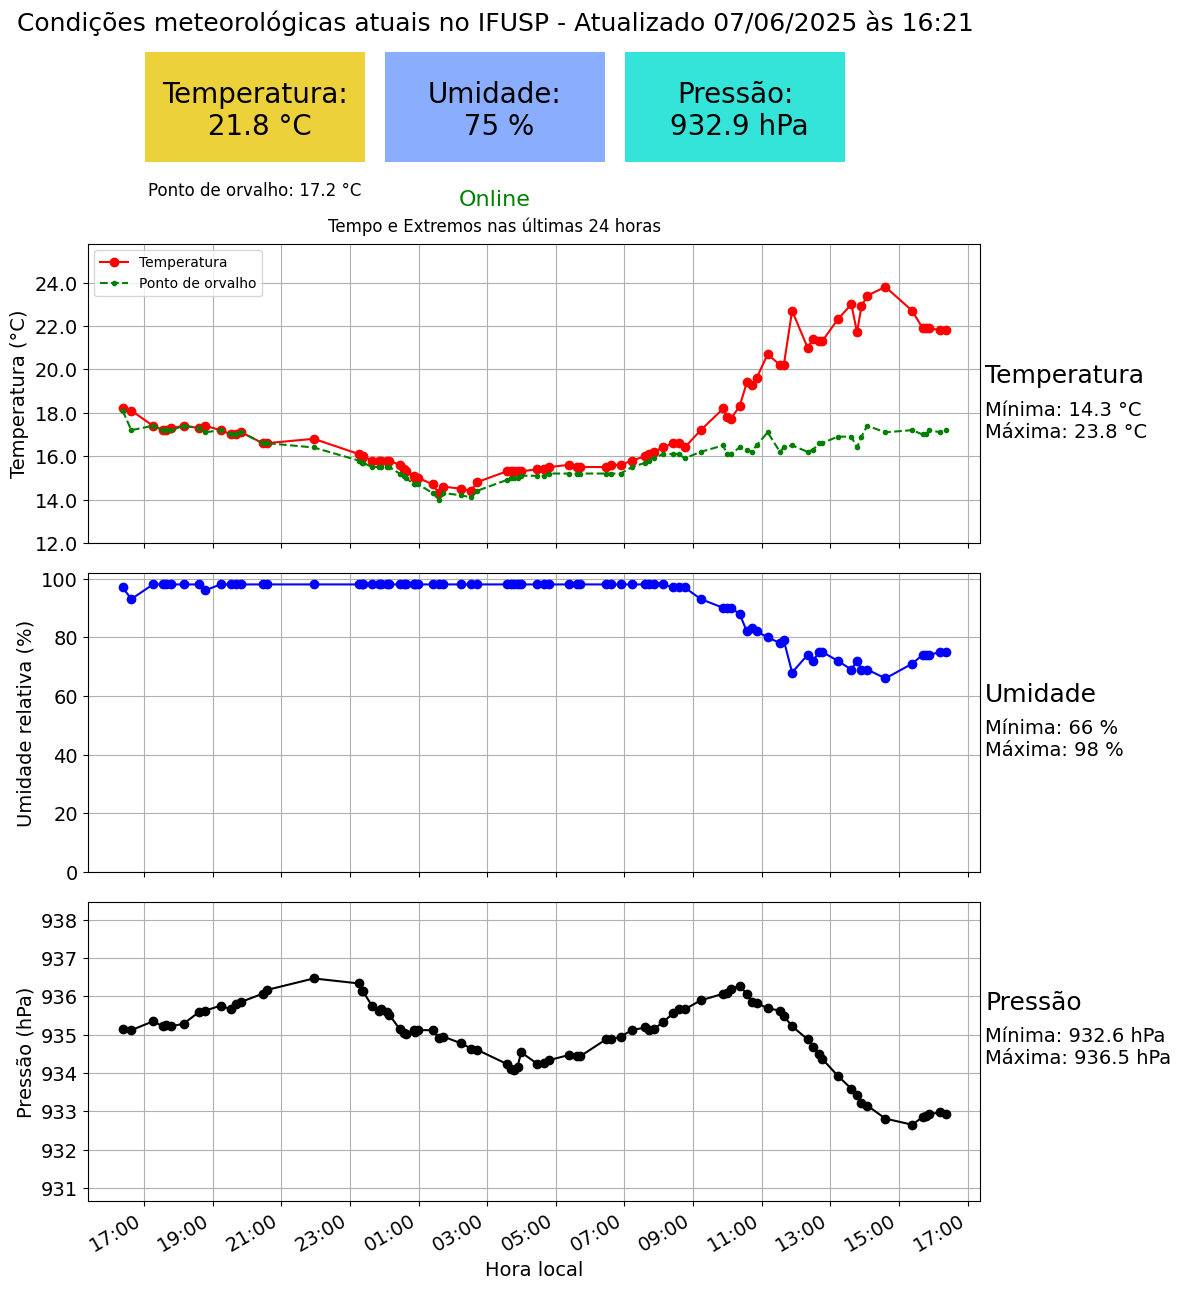 Condições meteorológicas atuais no IFUSP - Atualizado 07/06/2025 às 16:21
Temperatura:
21.8 °C
Umidade:
75 %
Pressão:
932.9 hPa
Ponto de orvalho: 17.2 °C
Online
Tempo e Extremos nas últimas 24 horas
Temperatura
Ponto de orvalho
Temperatura (°C)
24.0
22.0
20.0
18.0
16.0
14.0
12.0
Temperatura
Mínima: 14.3 °C
Máxima: 23.8 °C
Umidade relativa (%)
100
80
60
40
20
0
Umidade
Mínima: 66 %
Máxima: 98 %
Pressão (hPa)
938
937
936
935
934
933
932
931
Pressão
Mínima: 932.6 hPa
Máxima: 936.5 hPa
17:00
19:00
21:00
23:00
01:00
03:00
05:00
07:00
09:00
11:00
13:00
15:00
17:00
Hora local